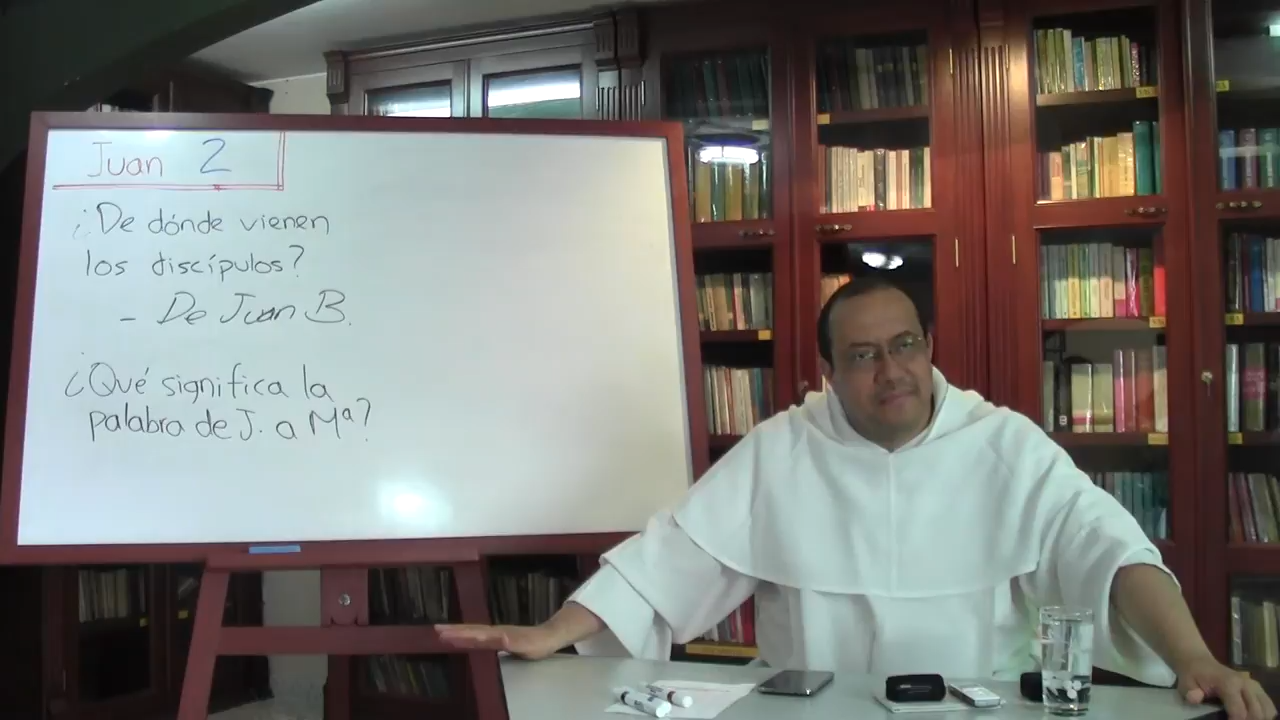 Juan 2
¿De dónde vienen
los discípulos?
- De Juan B.
¿Qué significa la
palabra de J. a Mª?